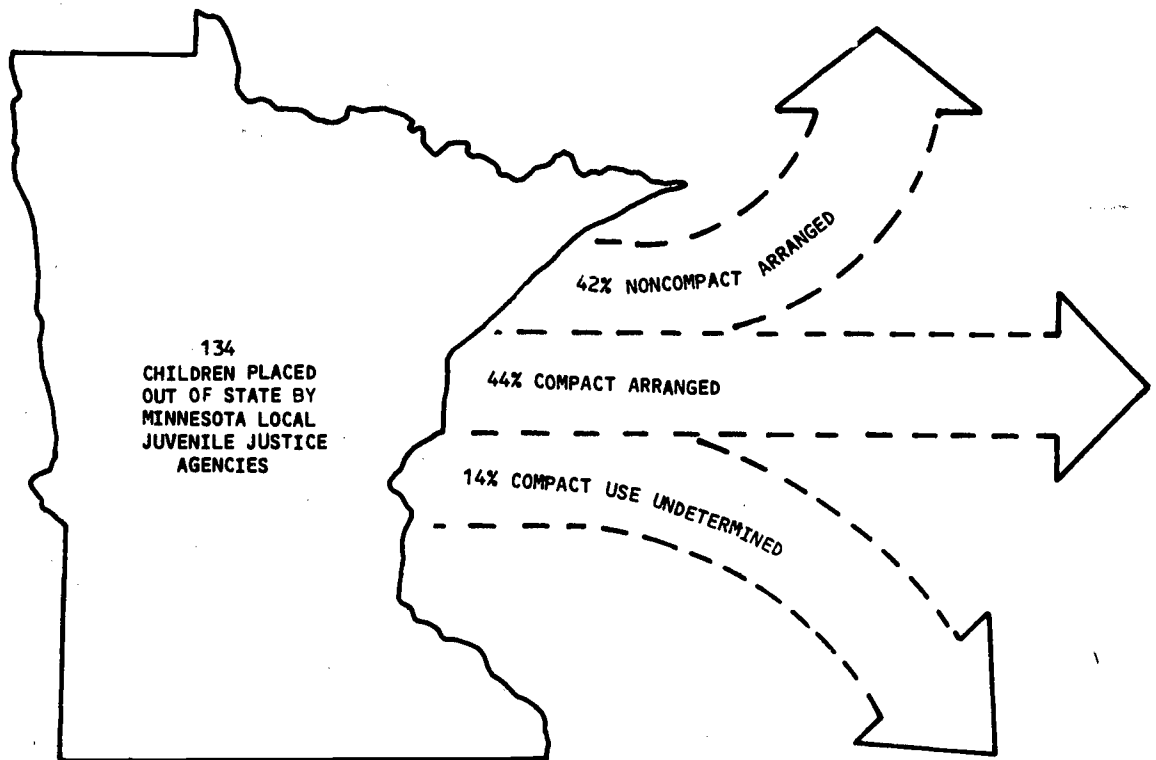 134
CHILDREN PLACED
OUT OF STATE BY
MINNESOTA LOCAL
JUVENILE JUSTICE
AGENCIES
42% NONCOMPACT ARRANGED
44% COMPACT ARRANGED
14% COMPACT USE UNDETERMINED